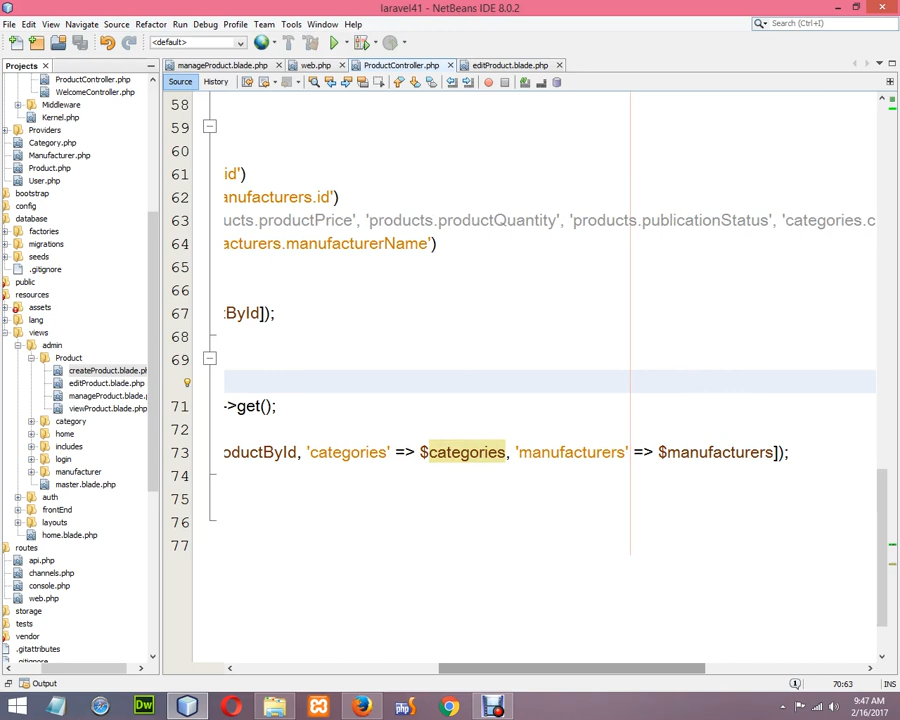 laravel41 - NetBeans IDE 8.0.2
File Edit View Navigate Source Refactor Run Debug Profile Team Tools Window Help
Search (Ctrl+I)
<default>
Projects
manageProduct.blade.php
web.php
ProductController.php
editProduct.blade.php
Source History
ProductController.php
WelcomeController.php
Middleware
Kernel.php
Providers
Category.php
Manufacturer.php
Product.php
User.php
bootstrap
config
database
factories
migrations
seeds
.gitignore
public
resources
assets
lang
views
admin
Product
createProduct.blade.ph
editProduct.blade.php
manageProduct.blade.
viewProduct.blade.php
category
home
includes
login
manufacturer
master.blade.php
auth
frontEnd
layouts
home.blade.php
routes
api.php
channels.php
console.php
web.php
storage
tests
vendor
.gitattributes
.gitignore
58
59
60
61 id')
62 anufacturers.id')
63 ucts.productPrice', 'products.productQuantity', 'products.publicationStatus', 'categories.c
64 acturers.manufacturerName')
65
66
67 tById]);
68
69
71 ->get();
72
73 oductById, 'categories' => $categories, 'manufacturers' => $manufacturers]);
74
75
76
77
Output
70:63
INS
Dw
php
9:47 AM
2/16/2017